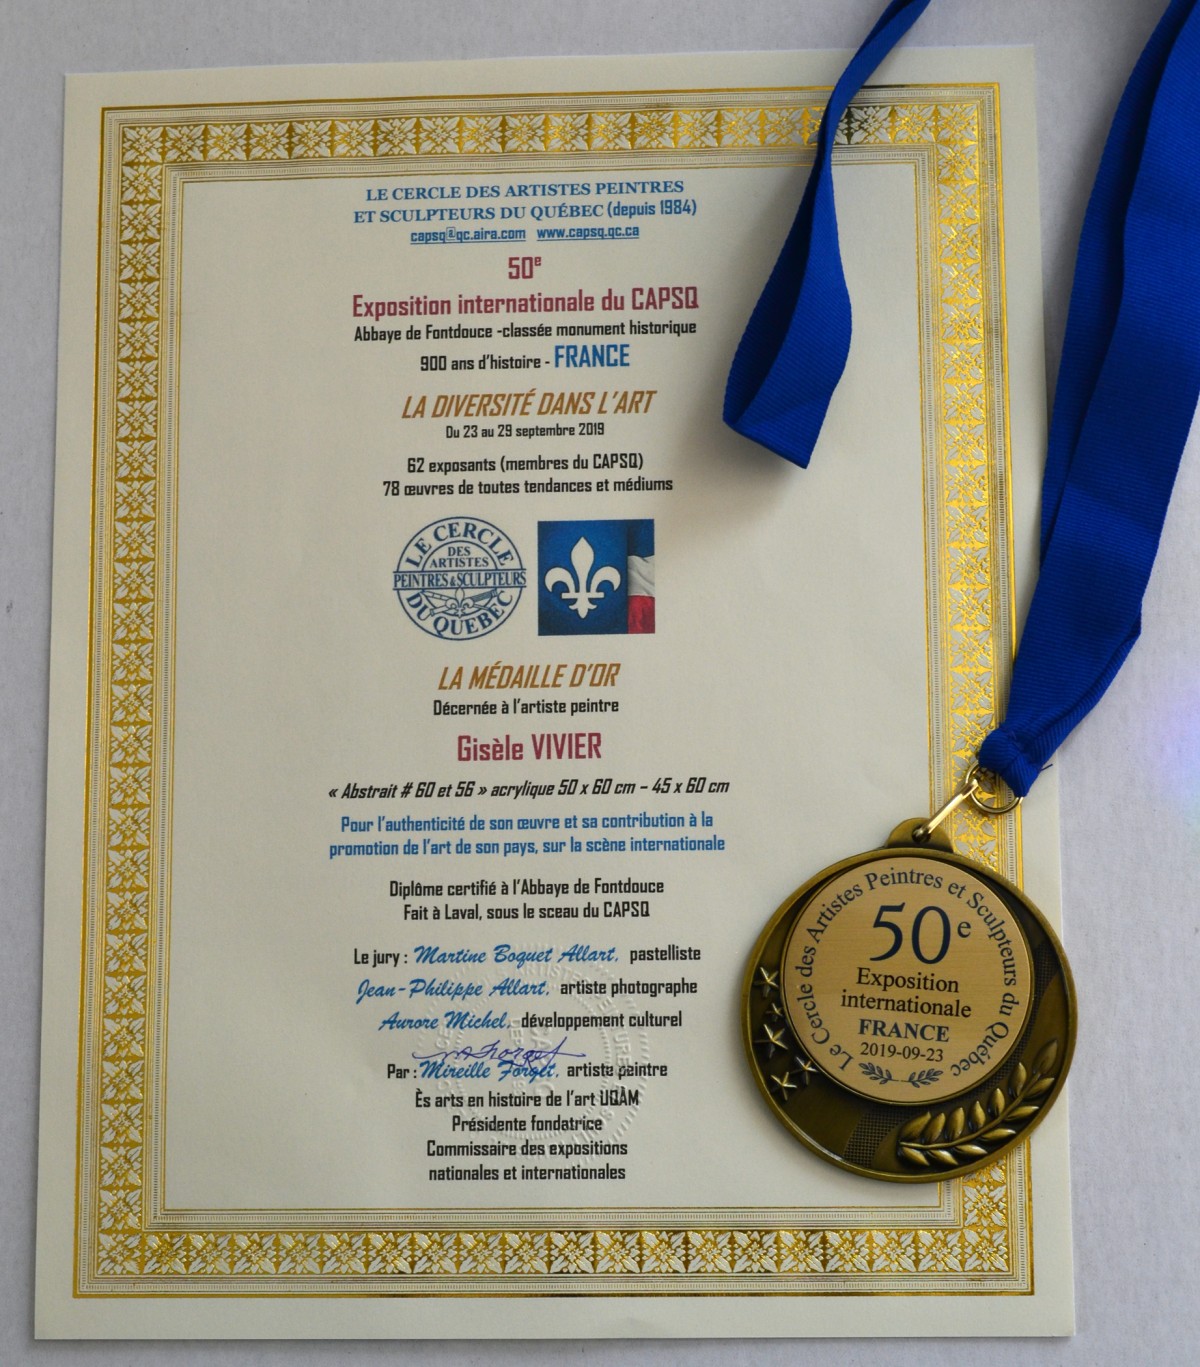 LE CERCLE DES ARTISTES PEINTRES
ET SCULPTEURS DU QUÉBEC (depuis 1984)
capsq@qc.aira.com www.capsq.qc.ca
50e
Exposition internationale du CAPSQ
Abbaye de Fontdouce -classée monument historique
900 ans d'histoire - FRANCE
LA DIVERSITÉ DANS L'ART
Du 23 au 29 septembre 2019
62 exposants (membres du CAPSQ)
78 œuvres de toutes tendances et médiums
LE CERCLE
DES
ARTISTES
PEINTRES & SCULPTEURS
DU QUEBEC
LA MÉDAILLE D'OR
Décernée à l'artiste peintre
Gisèle VIVIER
« Abstrait # 60 et 56 » acrylique 50 x 60 cm – 45 x 60 cm
Pour l'authenticité de son œuvre et sa contribution à la
promotion de l'art de son pays, sur la scène internationale
Diplôme certifié à l'Abbaye de Fontdouce
Fait à Laval, sous le sceau du CAPSQ
Le jury : Martine Boquet Allart, pastelliste
Jean-Philippe Allart, artiste photographe
Aurore Michel, développement culturel
Par : Mireille Forget, artiste peintre
Ès arts en histoire de l'art UQÀM
Présidente fondatrice
Commissaire des expositions
nationales et internationales
Le Cercle des Artistes Peintres et Sculpteurs du Québec
50e
Exposition
internationale
FRANCE
2019-09-23